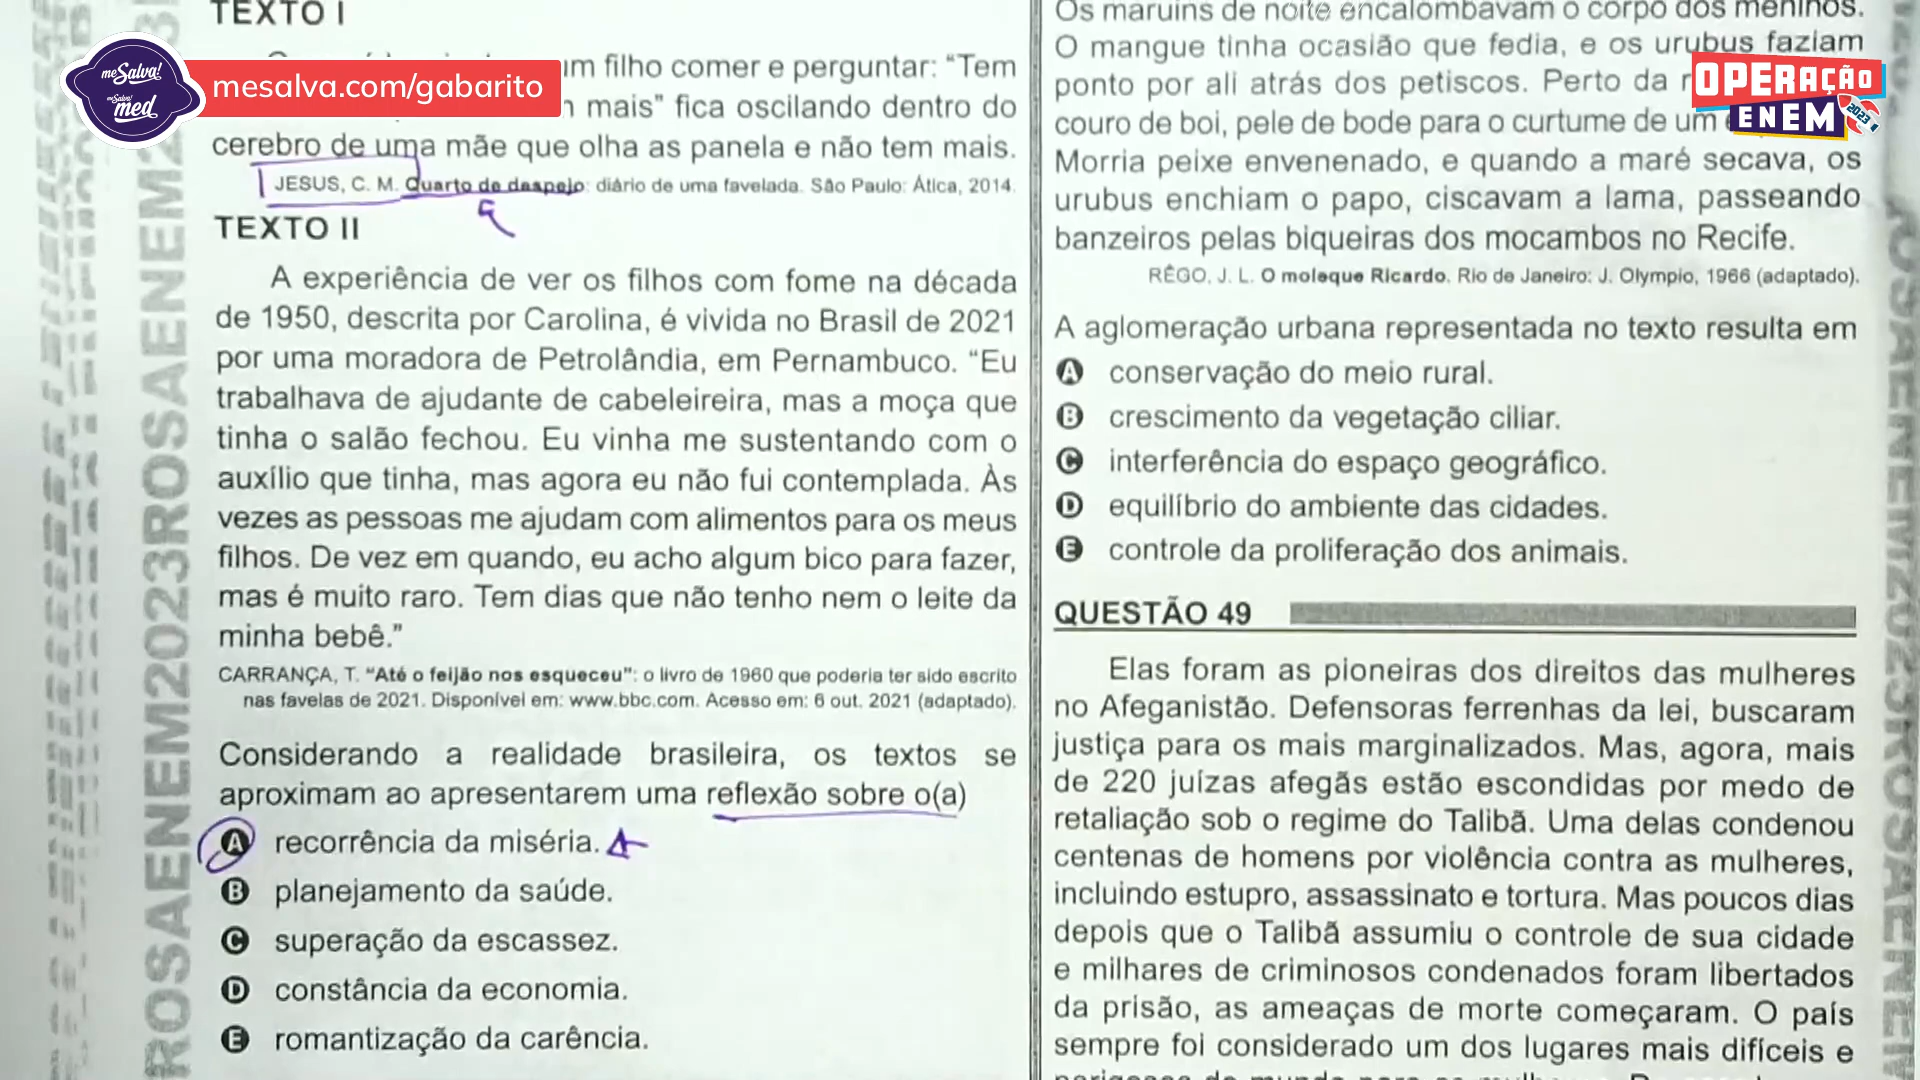 TEXTO I
um filho comer e perguntar: “Tem
mais” fica oscilando dentro do
cerebro de uma mãe que olha as panela e não tem mais.
JESUS, C. M. Quarto de despejo: diário de uma favelada. São Paulo: Ática, 2014.
TEXTO II
A experiência de ver os filhos com fome na década
de 1950, descrita por Carolina, é vivida no Brasil de 2021
por uma moradora de Petrolândia, em Pernambuco. “Eu
trabalhava de ajudante de cabeleireira, mas a moça que
tinha o salão fechou. Eu vinha me sustentando com o
auxílio que tinha, mas agora eu não fui contemplada. Às
vezes as pessoas me ajudam com alimentos para os meus
filhos. De vez em quando, eu acho algum bico para fazer,
mas é muito raro. Tem dias que não tenho nem o leite da
minha bebê.”
CARRANÇA, T. “Até o feijão nos esqueceu”: o livro de 1960 que poderia ter sido escrito
nas favelas de 2021. Disponível em: www.bbc.com. Acesso em: 6 out. 2021 (adaptado).
Considerando a realidade brasileira, os textos se
aproximam ao apresentarem uma reflexão sobre o(a)
A recorrência da miséria.
B planejamento da saúde.
C superação da escassez.
D constância da economia.
E romantização da carência.
Os maruins de noite encalombavam o corpo dos meninos.
O mangue tinha ocasião que fedia, e os urubus faziam
ponto por ali atrás dos petiscos. Perto da
couro de boi, pele de bode para o curtume de um
Morria peixe envenenado, e quando a maré secava, os
urubus enchiam o papo, ciscavam a lama, passeando
banzeiros pelas biqueiras dos mocambos no Recife.
RÊGO, J. L. O moleque Ricardo. Rio de Janeiro: J. Olympio, 1966 (adaptado).
A aglomeração urbana representada no texto resulta em
A conservação do meio rural.
B crescimento da vegetação ciliar.
C interferência do espaço geográfico.
D equilíbrio do ambiente das cidades.
E controle da proliferação dos animais.
QUESTÃO 49
Elas foram as pioneiras dos direitos das mulheres
no Afeganistão. Defensoras ferrenhas da lei, buscaram
justiça para os mais marginalizados. Mas, agora, mais
de 220 juízas afegãs estão escondidas por medo de
retaliação sob o regime do Talibã. Uma delas condenou
centenas de homens por violência contra as mulheres,
incluindo estupro, assassinato e tortura. Mas poucos dias
depois que o Talibã assumiu o controle de sua cidade
e milhares de criminosos condenados foram libertados
da prisão, as ameaças de morte começaram. O país
sempre foi considerado um dos lugares mais difíceis e
ROSAENEM2023ROSAENEM2
me Salva!
me Salva!
med
mesalva.com/gabarito
OPERAÇÃO
ENEM
2023